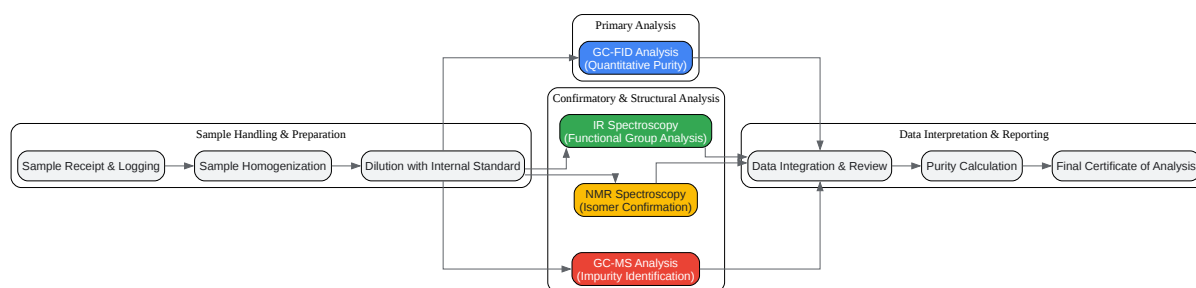 Primary Analysis
GC-FID Analysis
(Quantitative Purity)
Confirmatory & Structural Analysis
IR Spectroscopy
(Functional Group Analysis)
Sample Handling & Preparation
Data Interpretation & Reporting
Sample Receipt & Logging
Sample Homogenization
Dilution with Internal Standard
Data Integration & Review
Purity Calculation
Final Certificate of Analysis
NMR Spectroscopy
(Isomer Confirmation)
GC-MS Analysis
(Impurity Identification)